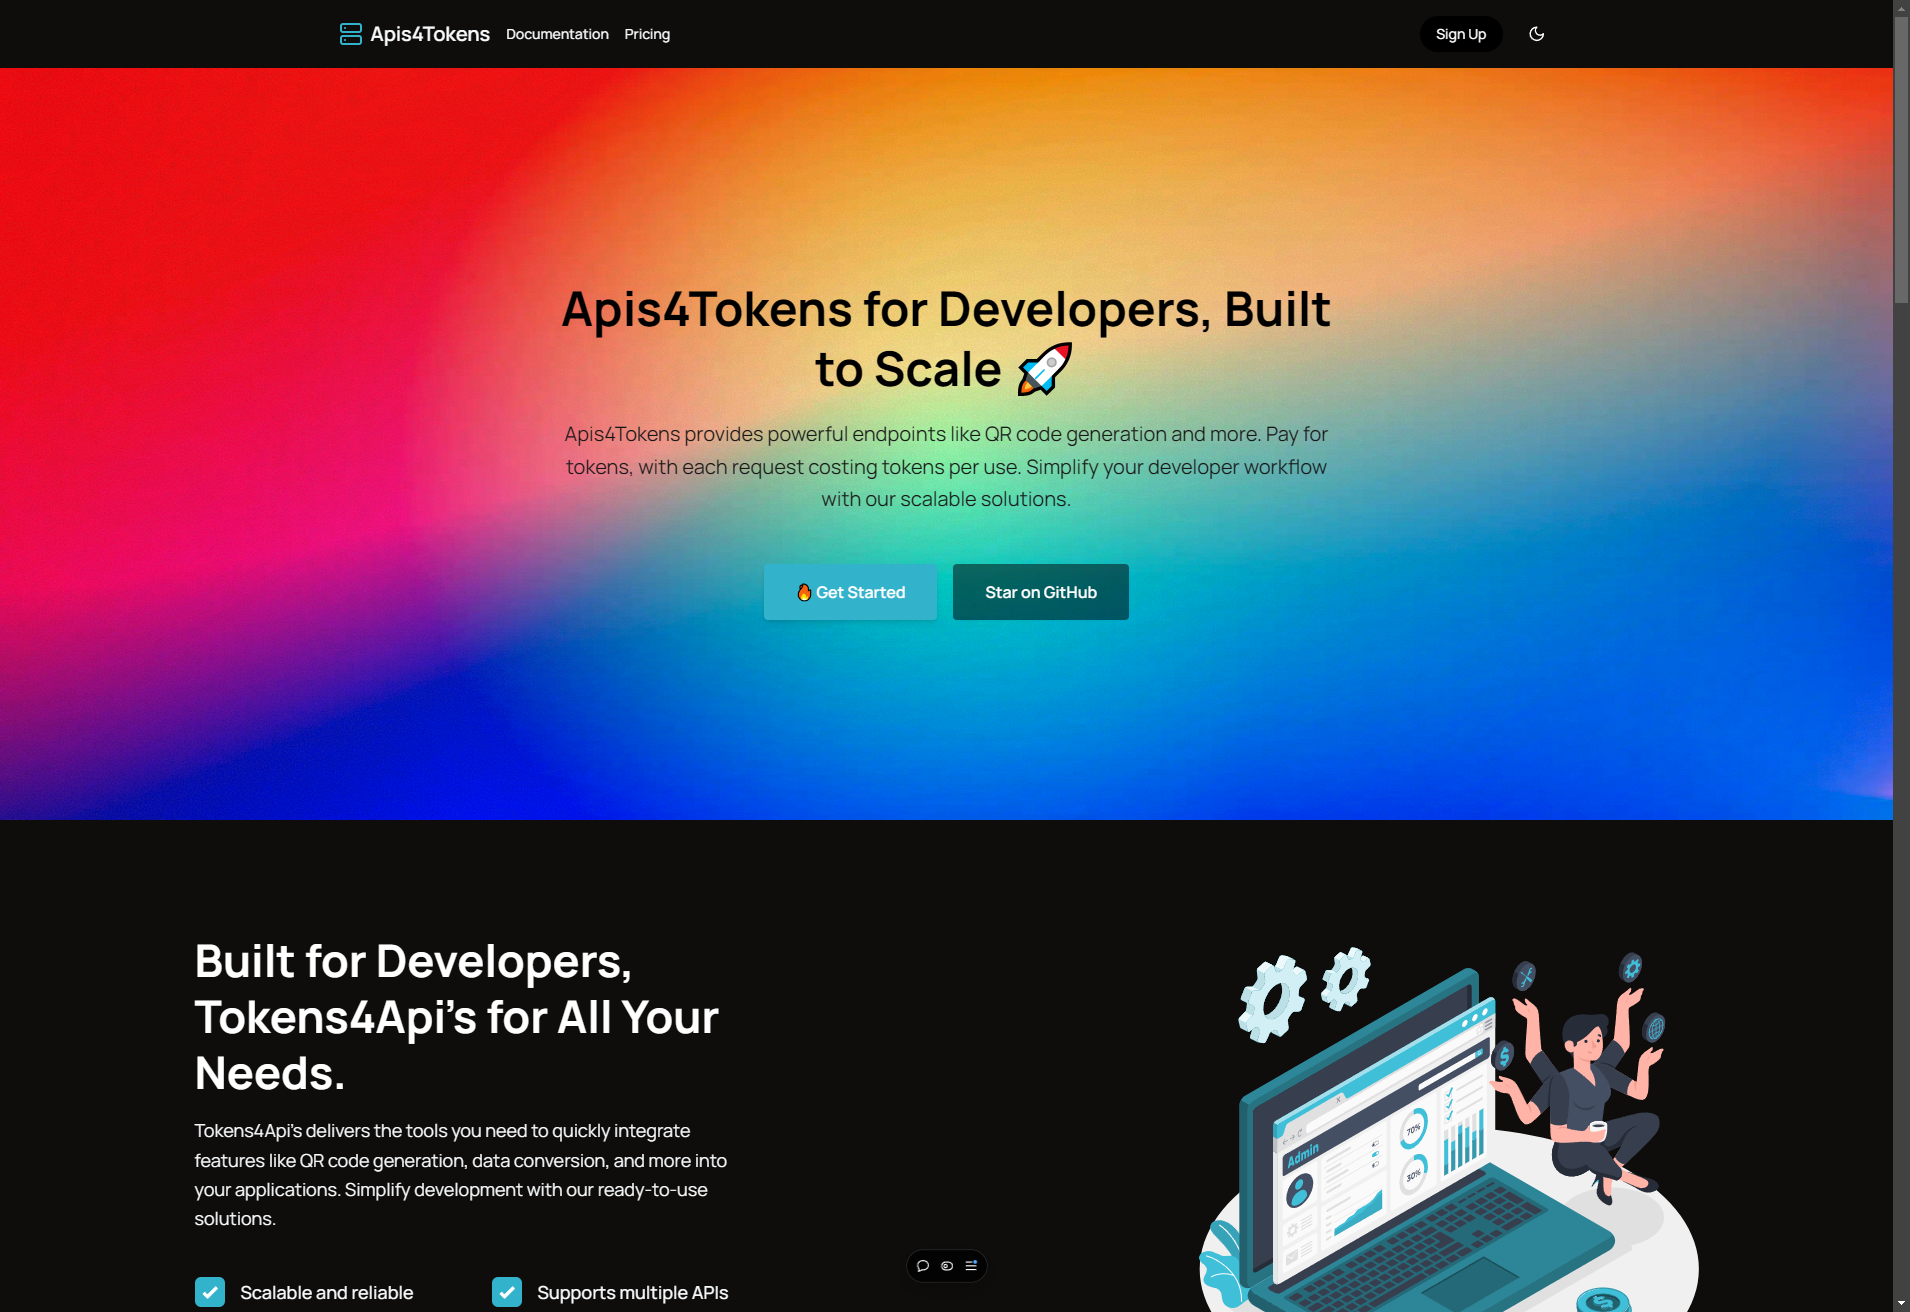 Apis4Tokens Documentation Pricing Sign Up
Apis4Tokens for Developers, Built
to Scale 🚀
Apis4Tokens provides powerful endpoints like QR code generation and more. Pay for
tokens, with each request costing tokens per use. Simplify your developer workflow
with our scalable solutions.
🔥 Get Started Star on GitHub
Built for Developers,
Tokens4Api's for All Your
Needs.
Tokens4Api's delivers the tools you need to quickly integrate
features like QR code generation, data conversion, and more into
your applications. Simplify development with our ready-to-use
solutions.
Scalable and reliable Supports multiple APIs
Admin
70%
30%